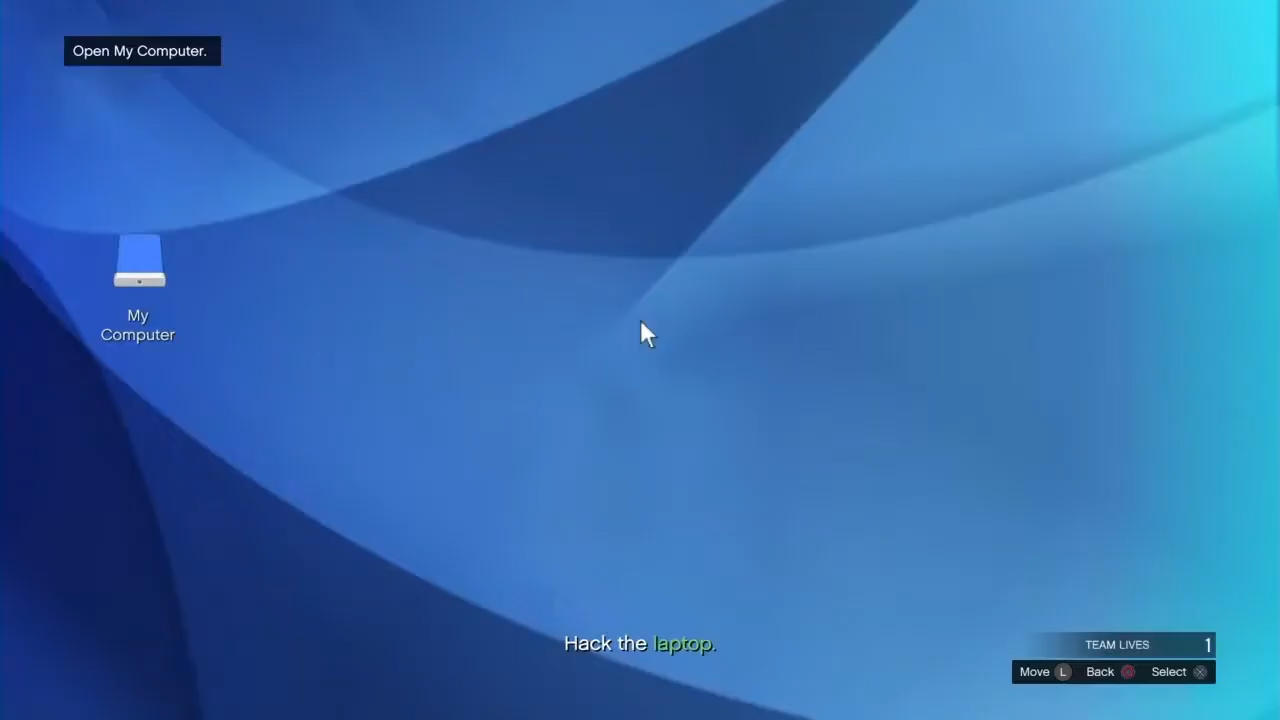 Open My Computer.
My
Computer
Hack the laptop.
TEAM LIVES 1
Move L Back Select